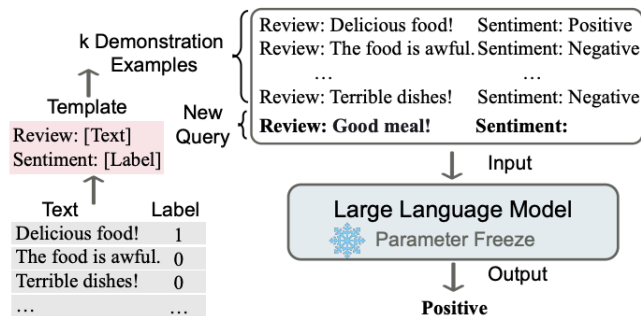 k Demonstration
Examples
Review: Delicious food! Sentiment: Positive
Review: The food is awful. Sentiment: Negative
… …
Review: Terrible dishes! Sentiment: Negative
New
Query
Review: Good meal! Sentiment:
Template
Review: [Text]
Sentiment: [Label]
Text Label
Delicious food! 1
The food is awful. 0
Terrible dishes! 0
… …
Input
Large Language Model
Parameter Freeze
Output
Positive